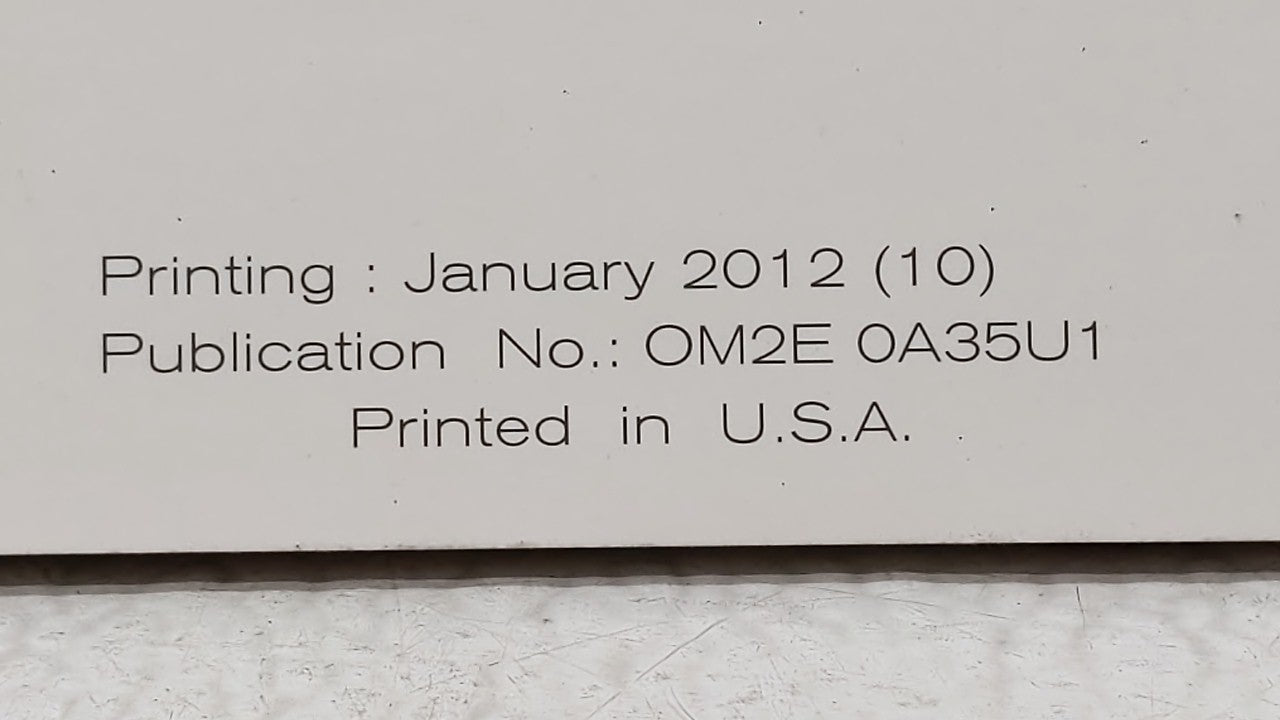 Printing : January 2012 (10)
Publication No.: OM2E 0A35U1
Printed in U.S.A.